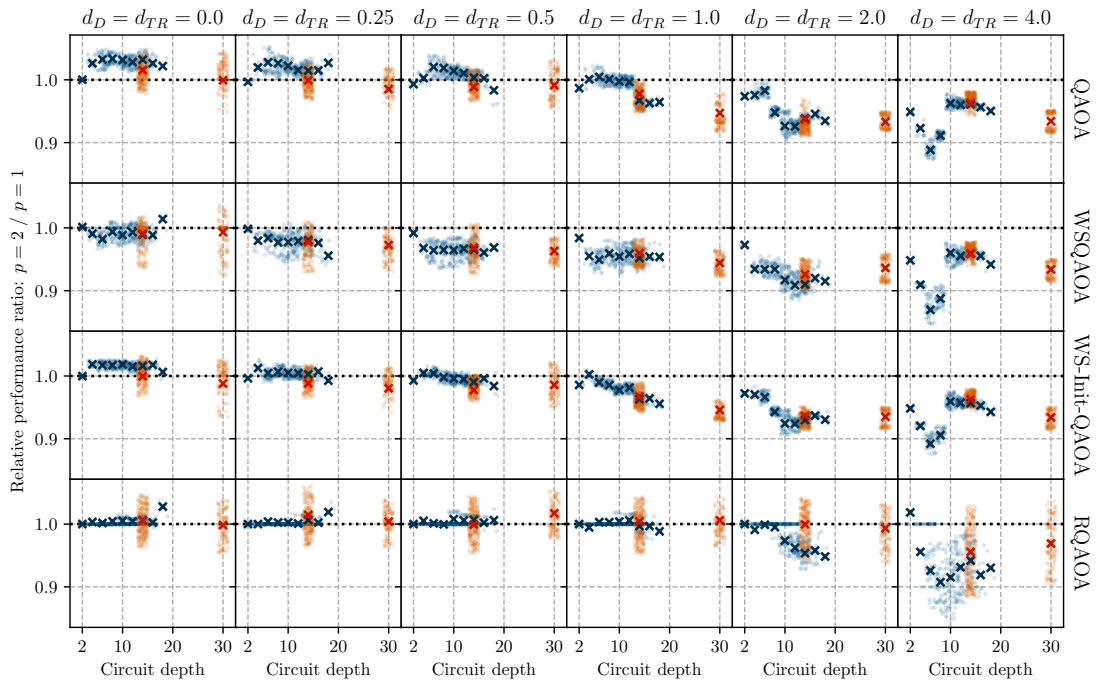 d_D = d_TR = 0.0 d_D = d_TR = 0.25 d_D = d_TR = 0.5 d_D = d_TR = 1.0 d_D = d_TR = 2.0 d_D = d_TR = 4.0
1.0
0.9
QAOA
1.0
0.9
WSQAOA
1.0
0.9
WS-Init-QAOA
1.0
0.9
RQAOA
Relative performance ratio: p = 2 / p = 1
2 10 20 30 2 10 20 30 2 10 20 30 2 10 20 30 2 10 20 30 2 10 20 30
Circuit depth Circuit depth Circuit depth Circuit depth Circuit depth Circuit depth